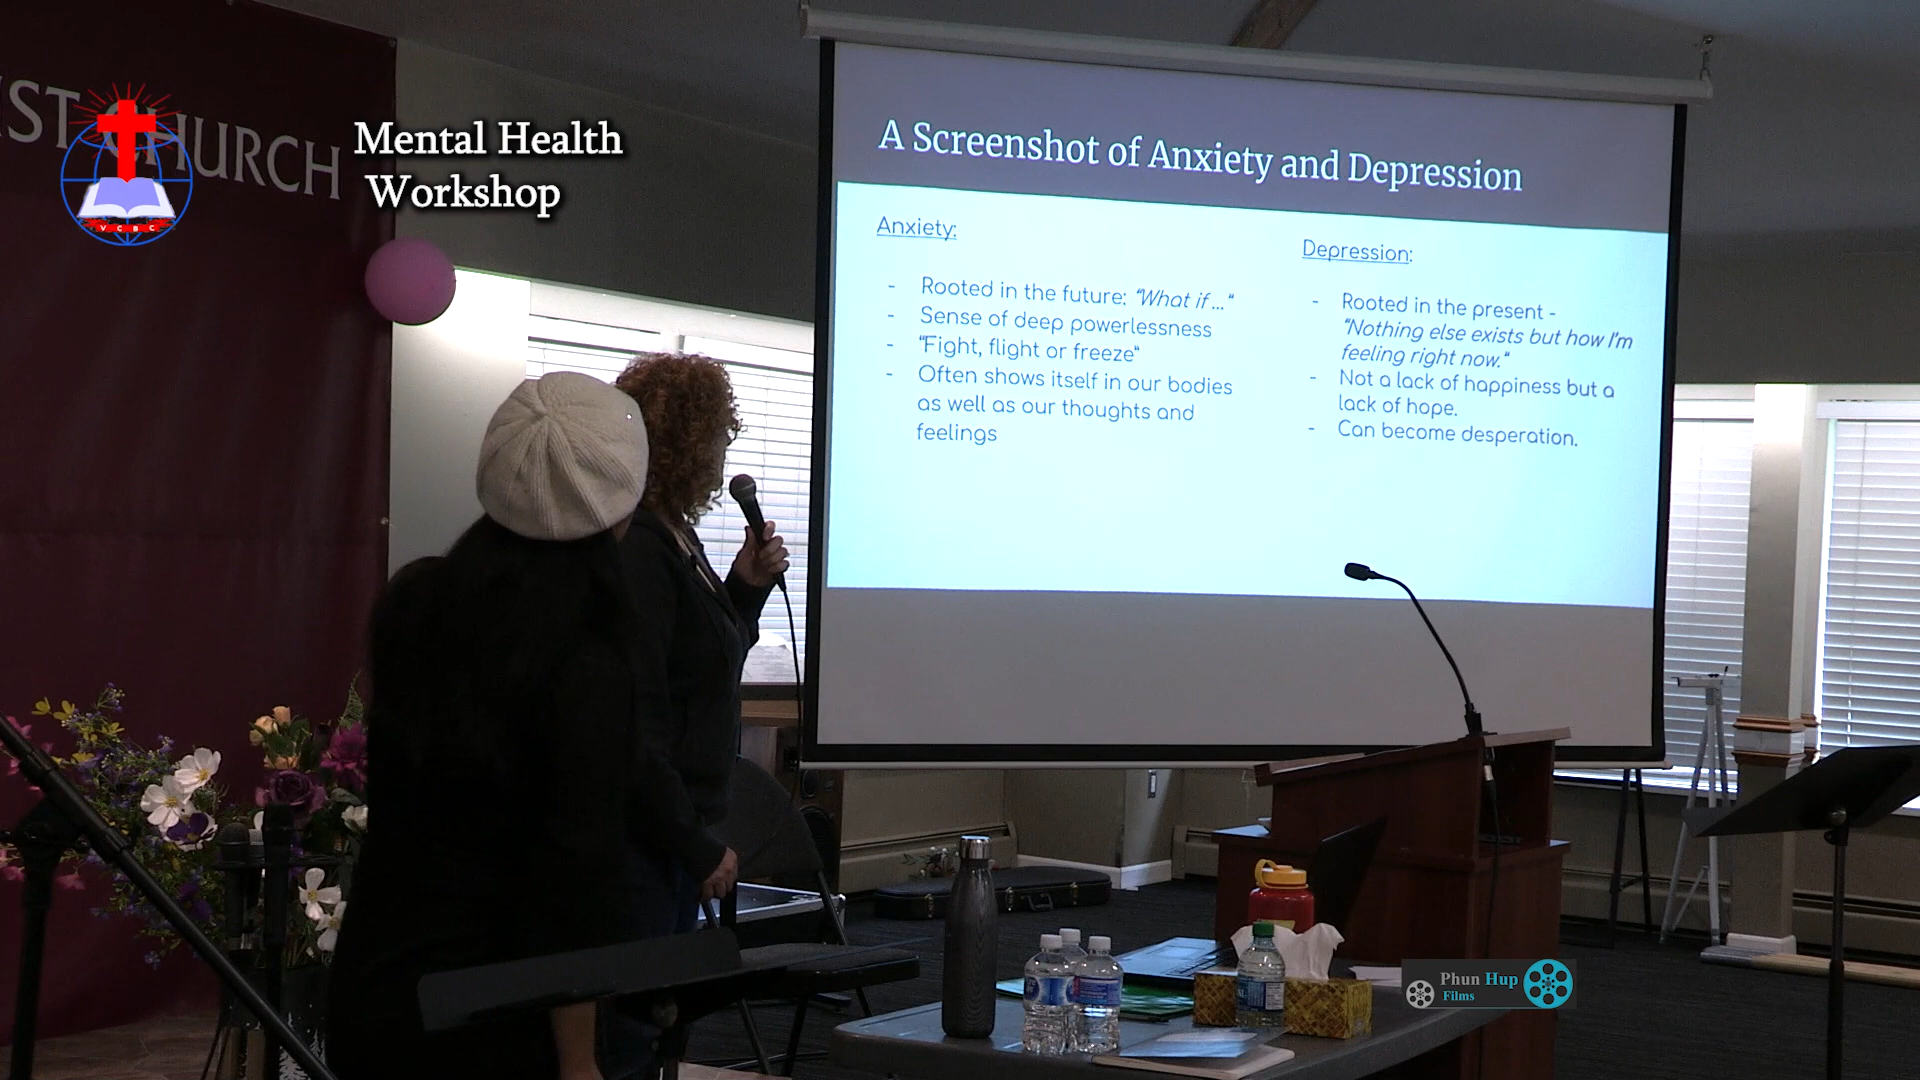 IST CHURCH
Mental Health
Workshop
V C B C
A Screenshot of Anxiety and Depression
Anxiety:
- Rooted in the future: "What if..."
- Sense of deep powerlessness
- "Fight, flight or freeze"
- Often shows itself in our bodies
as well as our thoughts and
feelings
Depression:
- Rooted in the present -
"Nothing else exists but how I'm
feeling right now."
- Not a lack of happiness but a
lack of hope.
- Can become desperation.
Phun Hup
Films